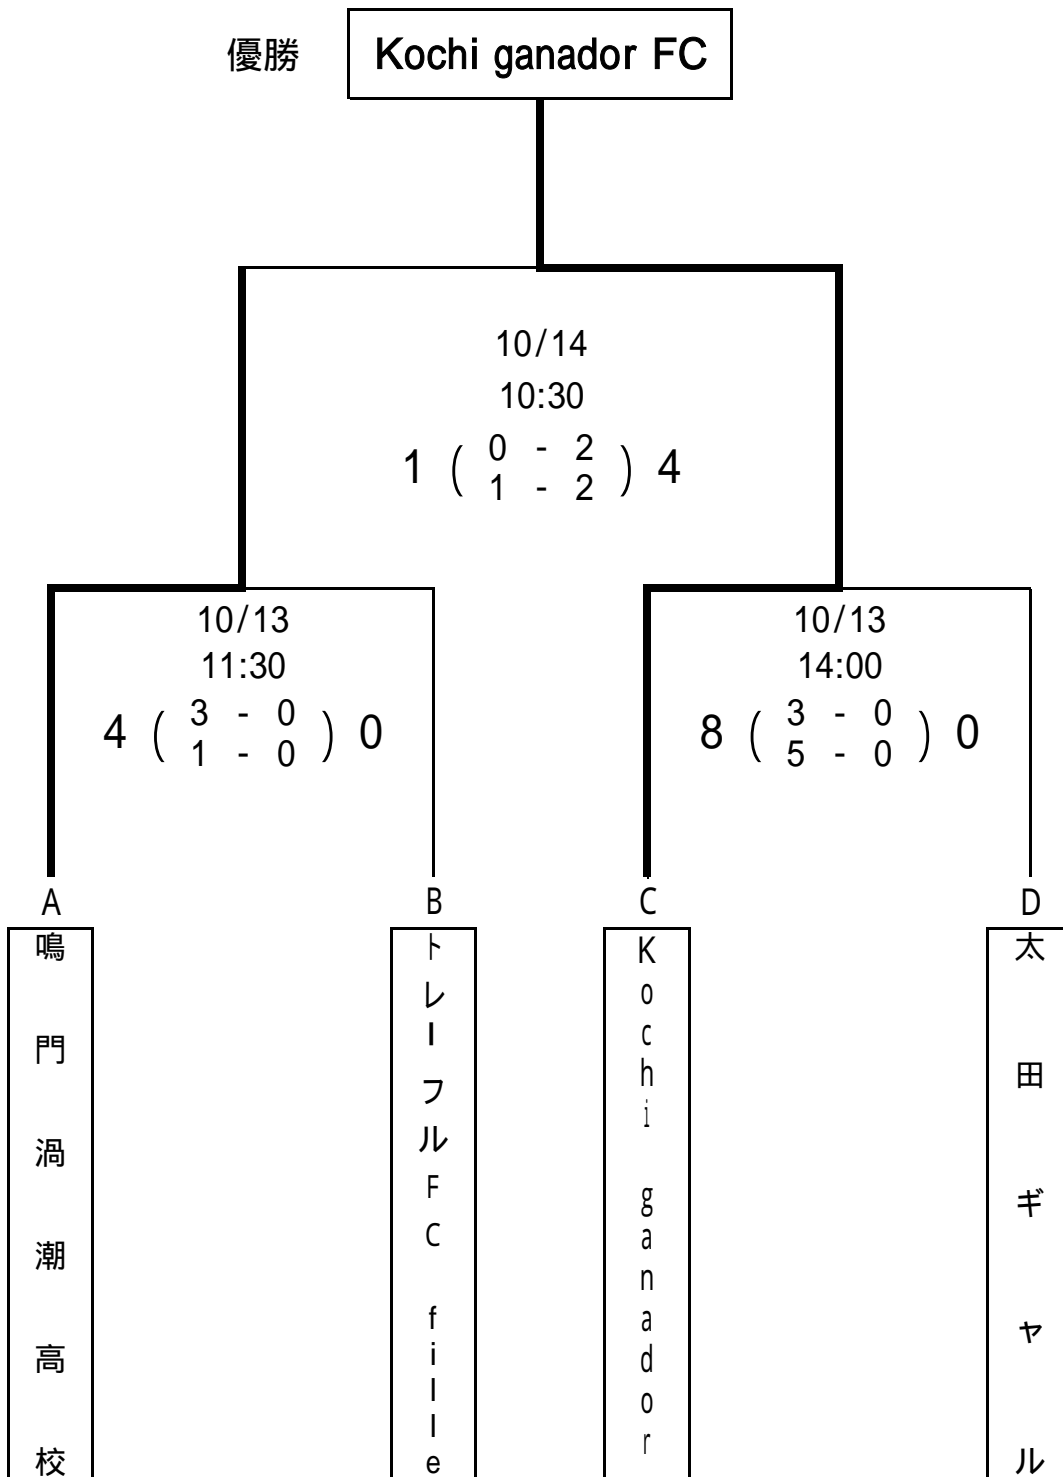 優勝 Kochi ganador FC
10/14
10:30
1 ( 0 - 2 ) 4
1 - 2
10/13
11:30
4 ( 3 - 0 ) 0
1 - 0
10/13
14:00
8 ( 3 - 0 ) 0
5 - 0
A
B
C
D
鳴門渦潮高校
トレーフルFC fille
Kochi ganador
太田ギャル